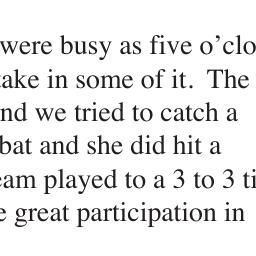 were busy as five o’clo
take in some of it.  The
nd we tried to catch a
bat and she did hit a
eam played to a 3 to 3 ti
e great participation in